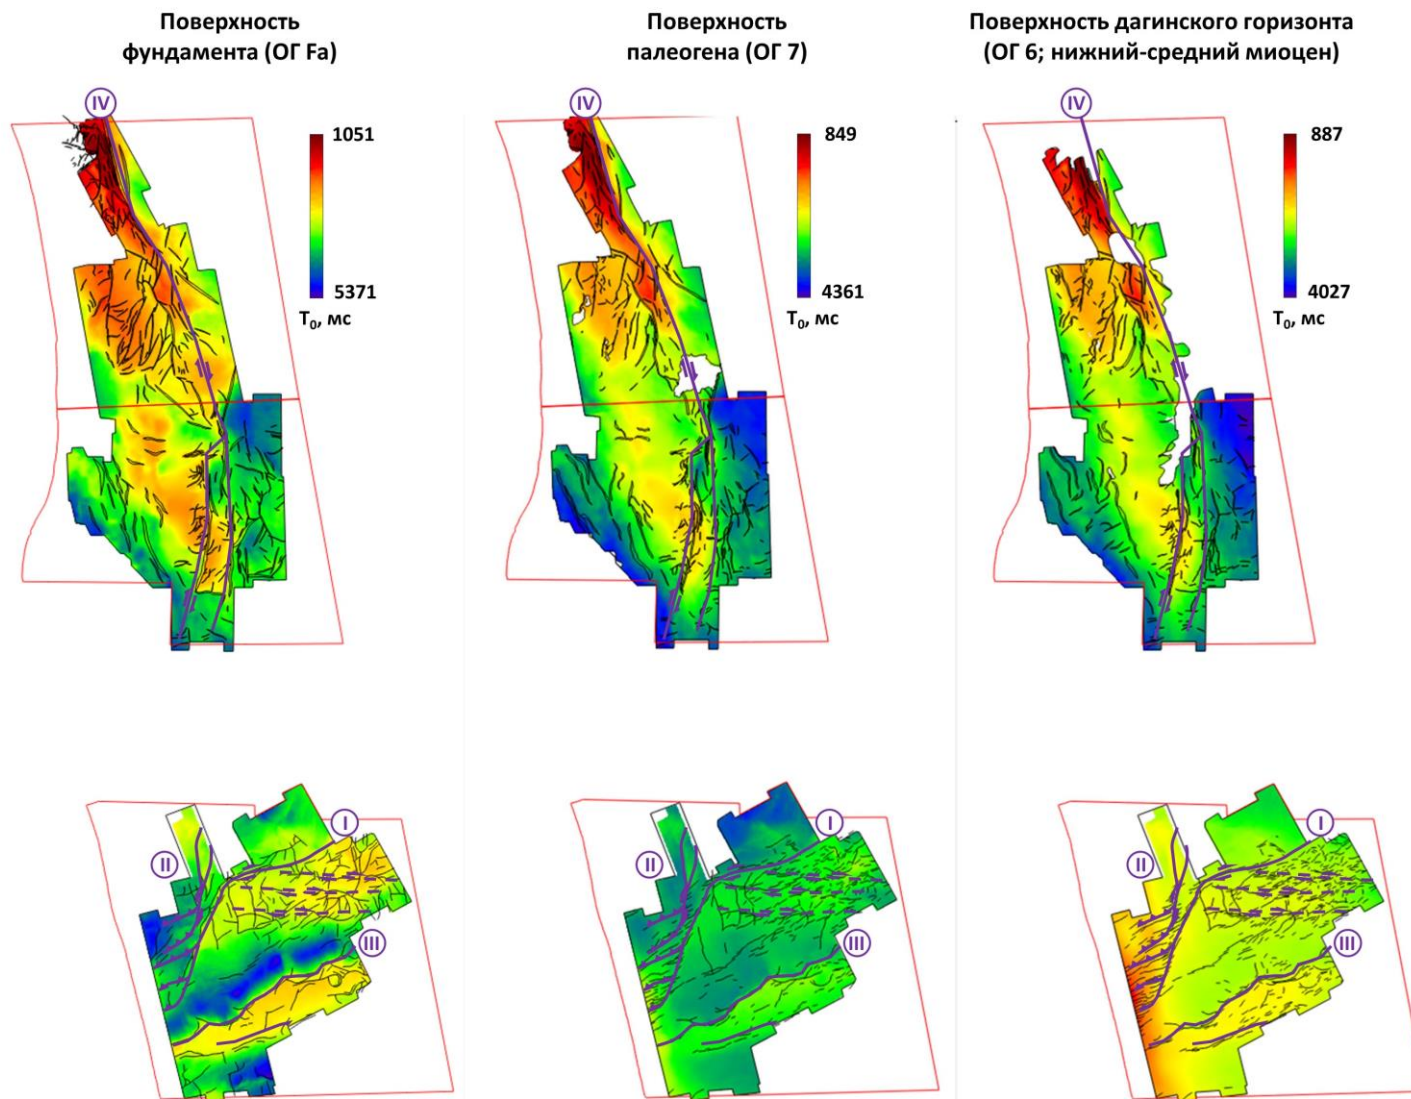 Поверхность
фундамента (ОГ Fa)
Поверхность
палеогена (ОГ 7)
Поверхность дагинского горизонта
(ОГ 6; нижний-средний миоцен)
IV
1051
5371
T₀, мс
IV
849
4361
T₀, мс
IV
887
4027
T₀, мс
I
II
III
I
II
III
I
II
III